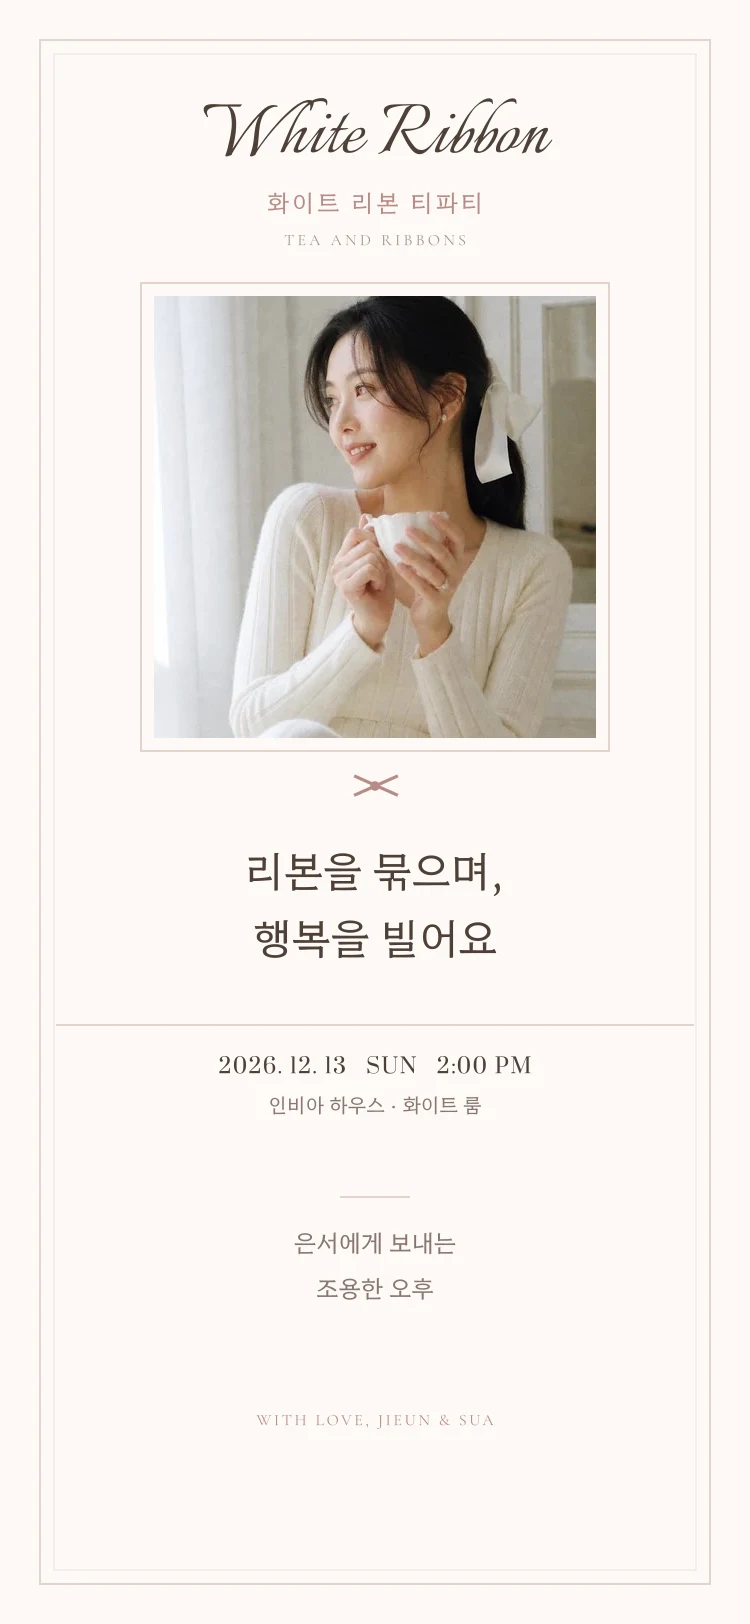 White Ribbon
화이트 리본 티파티
TEA AND RIBBONS
리본을 묶으며,
행복을 빌어요
2026. 12. 13 SUN 2:00 PM
인비아 하우스 · 화이트 룸
은서에게 보내는
조용한 오후
WITH LOVE, JIEUN & SUA